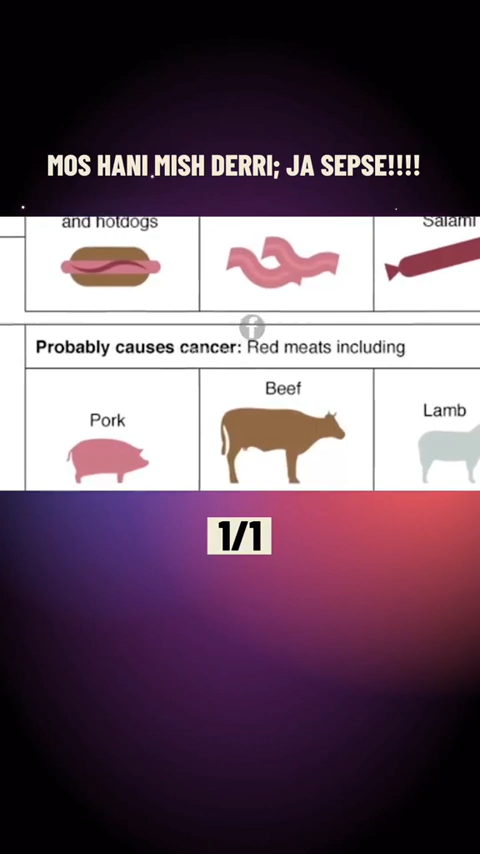 MOS HANI MISH DERRI; JA SEPSE!!!!
and hotdogs
Salami
Probably causes cancer: Red meats including
Pork
Beef
Lamb
1/1